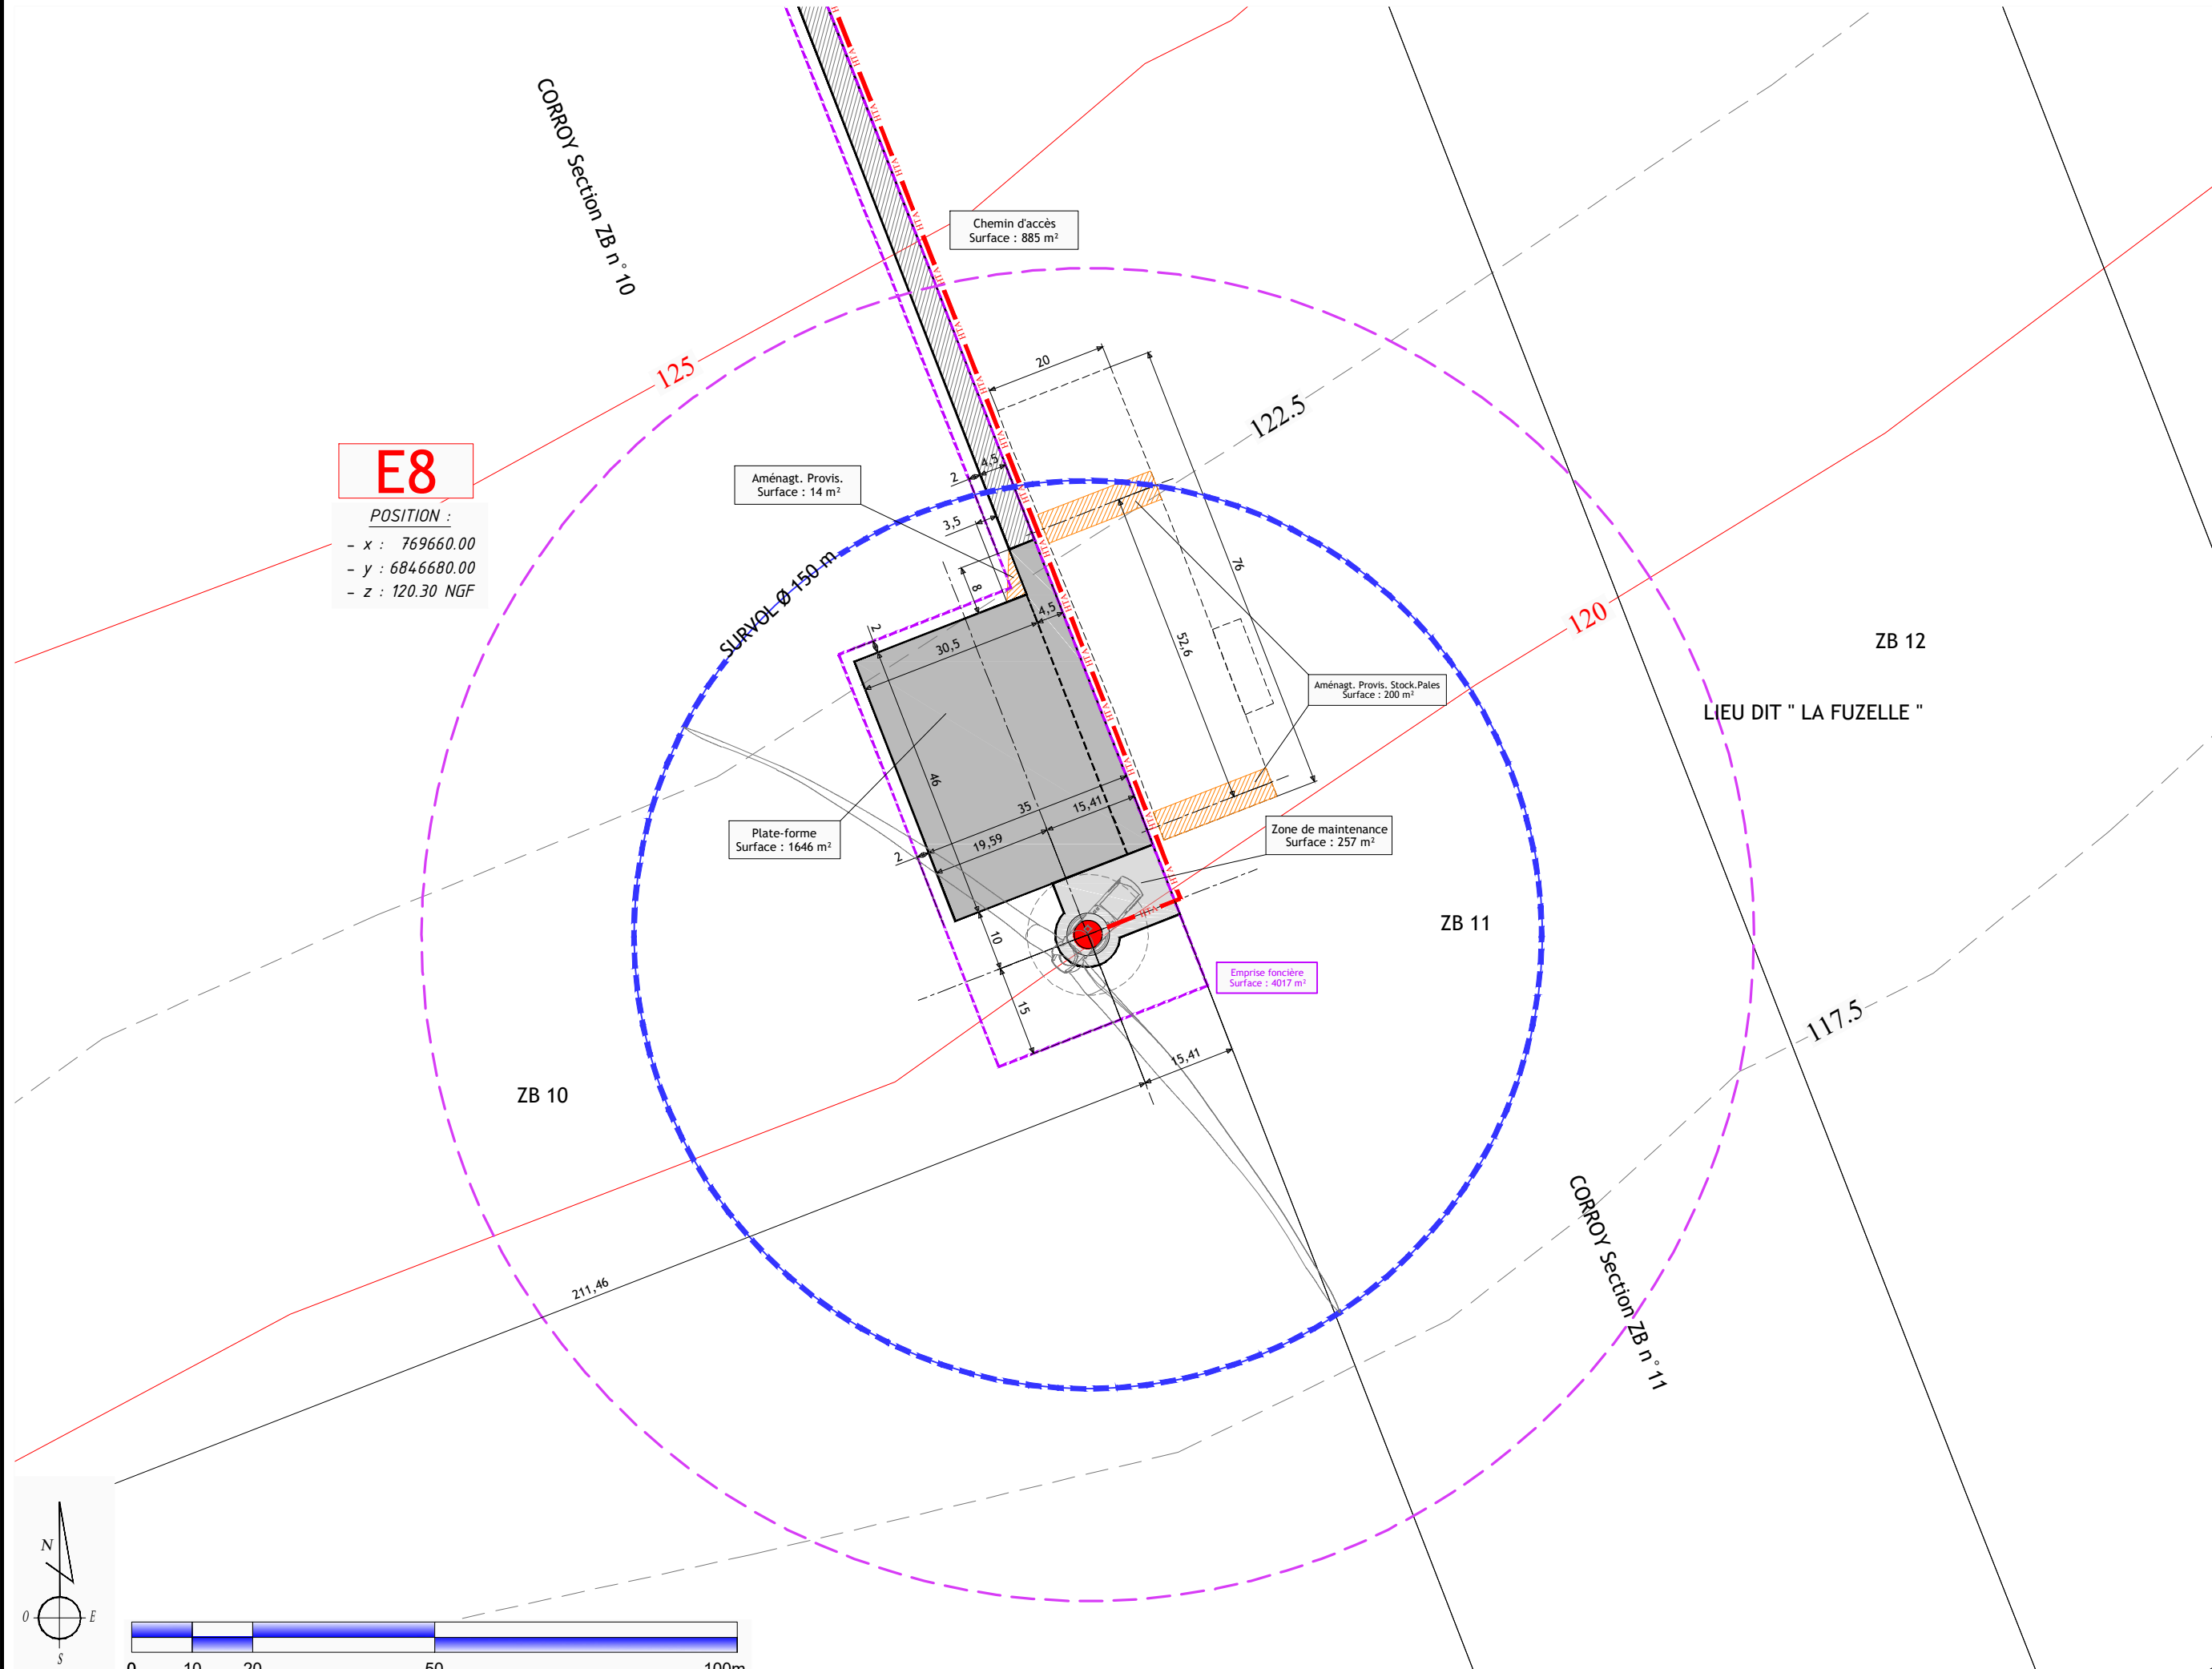 CORROY Section ZB n°10
HTA
Chemin d'accès
Surface : 885 m²
125
20
122.5
E8
POSITION :
- x : 769660.00
- y : 6846680.00
- z : 120.30 NGF
Aménagt. Provis.
Surface : 14 m²
2
4,5
3,5
76
SURVOL Ø 150 m
8
4,5
120
2
30,5
52,6
ZB 12
Aménagt. Provis. Stock.Pales
Surface : 200 m²
LIEU DIT " LA FUZELLE "
46
35
15,41
Plate-forme
Surface : 1646 m²
19,59
2
Zone de maintenance
Surface : 257 m²
HTA
ZB 11
10
Emprise foncière
Surface : 4017 m²
15
117.5
15,41
ZB 10
CORROY Section ZB n°11
211,46
N
O
E
S
0 10 20 50 100m